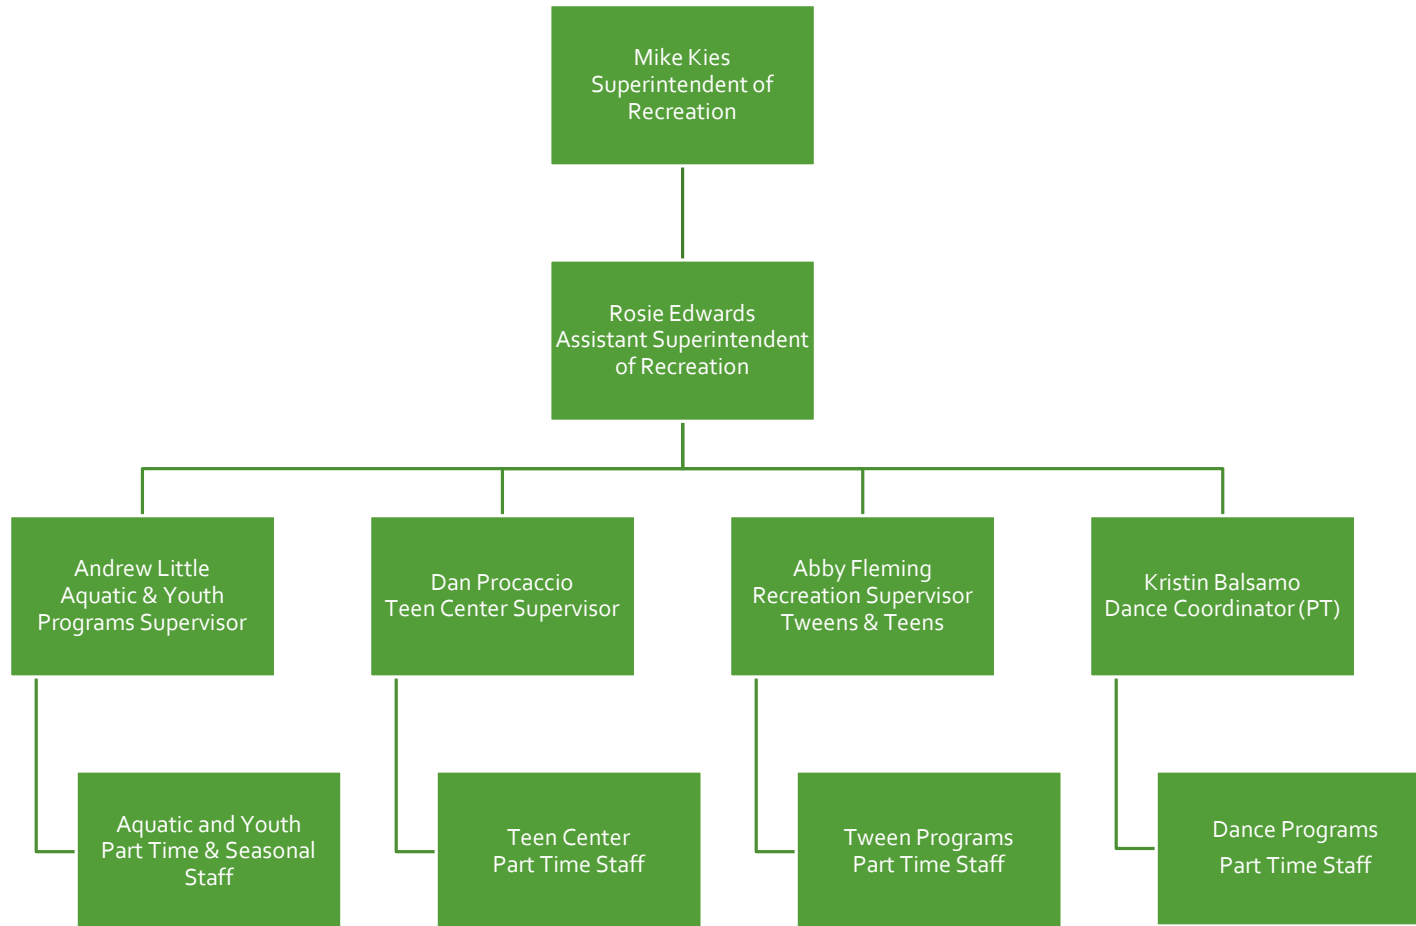 Mike Kies
Superintendent of
Recreation
Rosie Edwards
Assistant Superintendent
of Recreation
Andrew Little
Aquatic & Youth
Programs Supervisor
Dan Procaccio
Teen Center Supervisor
Abby Fleming
Recreation Supervisor
Tweens & Teens
Kristin Balsamo
Dance Coordinator (PT)
Aquatic and Youth
Part Time & Seasonal
Staff
Teen Center
Part Time Staff
Tween Programs
Part Time Staff
Dance Programs
Part Time Staff